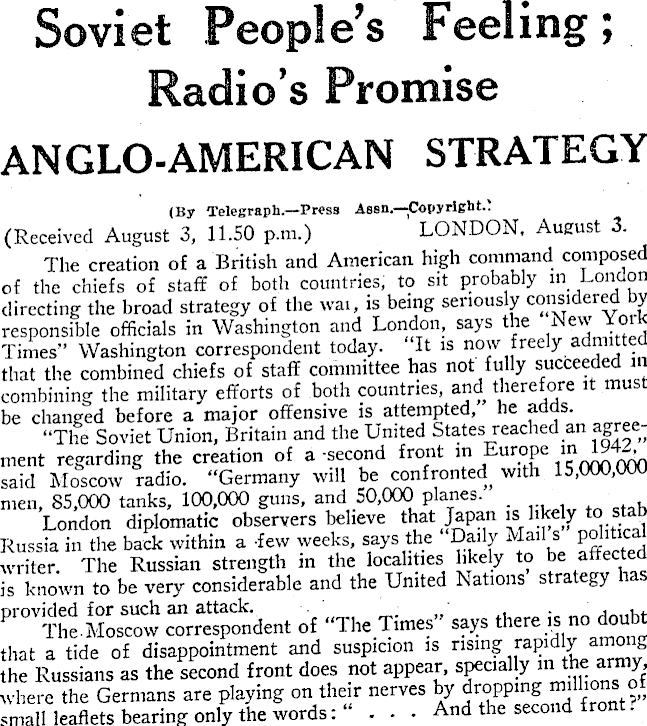 Soviet People's Feeling;
Radio's Promise
ANGLO-AMERICAN STRATEGY
(By Telegraph.—Press Assn.—Copyright.)
(Received August 3, 11.50 p.m.) LONDON, August 3.
The creation of a British and American high command composed
of the chiefs of staff of both countries, to sit probably in London
directing the broad strategy of the war, is being seriously considered by
responsible officials in Washington and London, says the "New York
Times" Washington correspondent today. "It is now freely admitted
that the combined chiefs of staff committee has not fully succeeded in
combining the military efforts of both countries, and therefore it must
be changed before a major offensive is attempted," he adds.
"The Soviet Union, Britain and the United States reached an agree-
ment regarding the creation of a second front in Europe in 1942,"
said Moscow radio. "Germany will be confronted with 15,000,000
men, 85,000 tanks, 100,000 guns, and 50,000 planes."
London diplomatic observers believe that Japan is likely to stab
Russia in the back within a few weeks, says the "Daily Mail's" political
writer. The Russian strength in the localities likely to be affected
is known to be very considerable and the United Nations' strategy has
provided for such an attack.
The Moscow correspondent of "The Times" says there is no doubt
that a tide of disappointment and suspicion is rising rapidly among
the Russians as the second front does not appear, specially in the army,
where the Germans are playing on their nerves by dropping millions of
small leaflets bearing only the words: " . . . And the second front?"